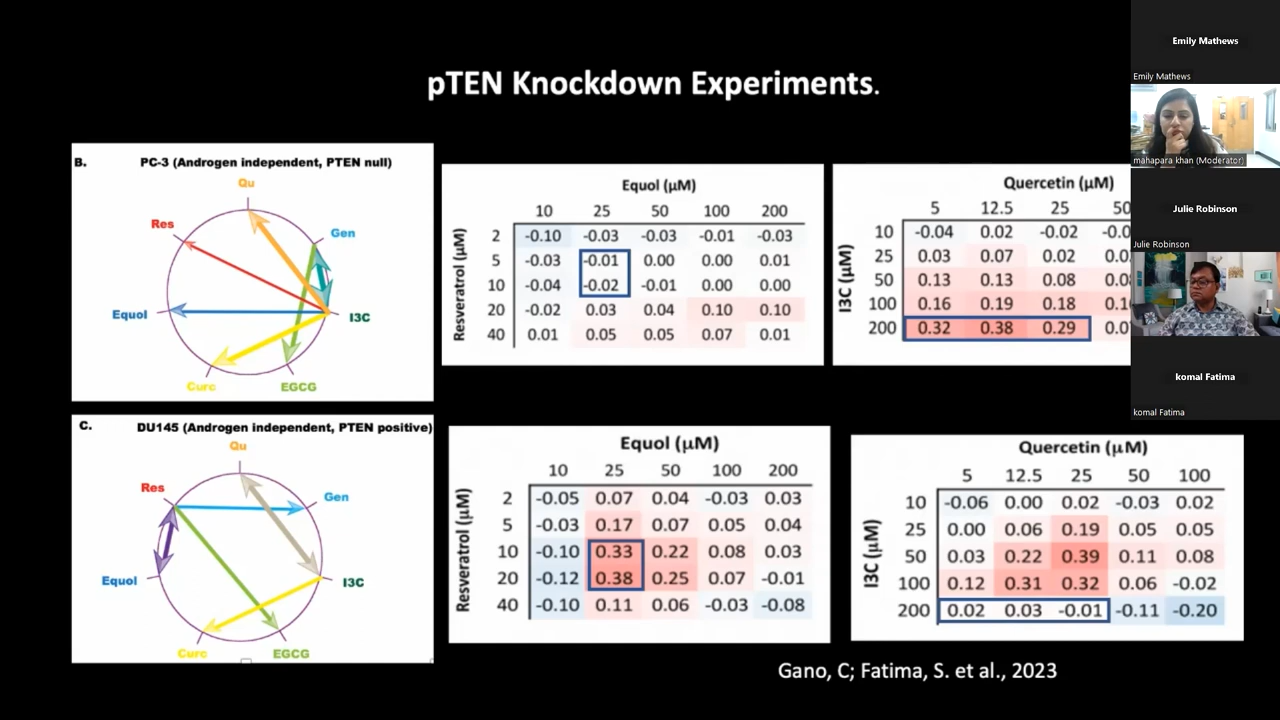 pTEN Knockdown Experiments.
B. PC-3 (Androgen independent, PTEN null)
Qu
Res
Gen
Equol
I3C
Curc
EGCG
Equol (µM)
10 25 50 100 200
Resveratrol (µM)
2 -0.10 -0.03 -0.03 -0.01 -0.03
5 -0.03 -0.01 0.00 0.00 0.01
10 -0.04 -0.02 -0.01 0.00 0.00
20 -0.02 0.03 0.04 0.10 0.10
40 0.01 0.05 0.05 0.07 0.01
Quercetin (µM)
5 12.5 25 50
I3C (µM)
10 -0.04 0.02 -0.02 -0.0
25 0.03 0.07 0.02 0.0
50 0.13 0.13 0.08 0.0
100 0.16 0.19 0.18 0.1
200 0.32 0.38 0.29 0.0
C. DU145 (Androgen independent, PTEN positive)
Qu
Res
Gen
Equol
I3C
Curc
EGCG
Equol (µM)
10 25 50 100 200
Resveratrol (µM)
2 -0.05 0.07 0.04 -0.03 0.03
5 -0.03 0.17 0.07 0.05 0.04
10 -0.10 0.33 0.22 0.08 0.03
20 -0.12 0.38 0.25 0.07 -0.01
40 -0.10 0.11 0.06 -0.03 -0.08
Quercetin (µM)
5 12.5 25 50 100
I3C (µM)
10 -0.06 0.00 0.02 -0.03 0.02
25 0.00 0.06 0.19 0.05 0.05
50 0.03 0.22 0.39 0.11 0.08
100 0.12 0.31 0.32 0.06 -0.02
200 0.02 0.03 -0.01 -0.11 -0.20
Gano, C; Fatima, S. et al., 2023
Emily Mathews
Emily Mathews
mahapara khan (Moderator)
Julie Robinson
Julie Robinson
komal Fatima
komal Fatima